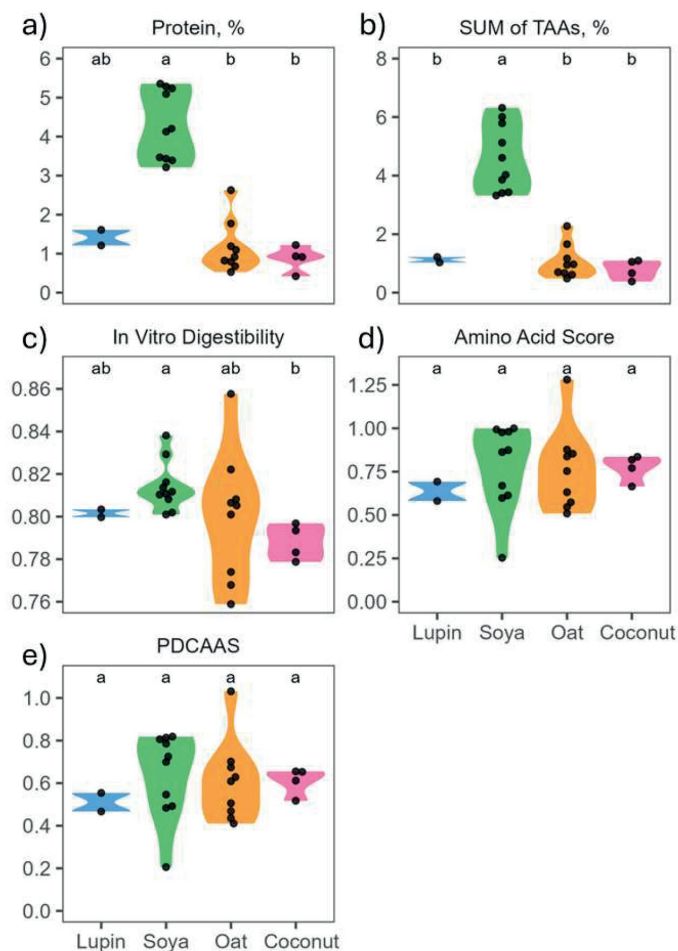 a) Protein, %
ab a b b
6
5
4
3
2
1
0
b) SUM of TAAs, %
b a b b
8
6
4
2
0
c) In Vitro Digestibility
ab a ab b
0.86
0.84
0.82
0.80
0.78
0.76
d) Amino Acid Score
a a a a
1.25
1.00
0.75
0.50
0.25
0.00
Lupin Soya Oat Coconut
e) PDCAAS
a a a a
1.0
0.8
0.6
0.4
0.2
0.0
Lupin Soya Oat Coconut